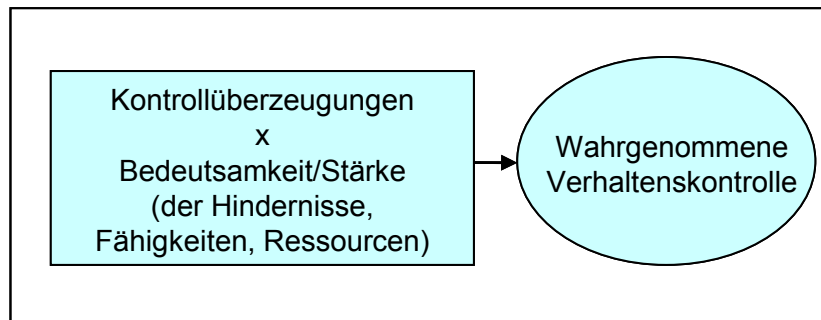 Kontrollüberzeugungen
x
Bedeutsamkeit/Stärke
(der Hindernisse,
Fähigkeiten, Ressourcen)
Wahrgenommene
Verhaltenskontrolle